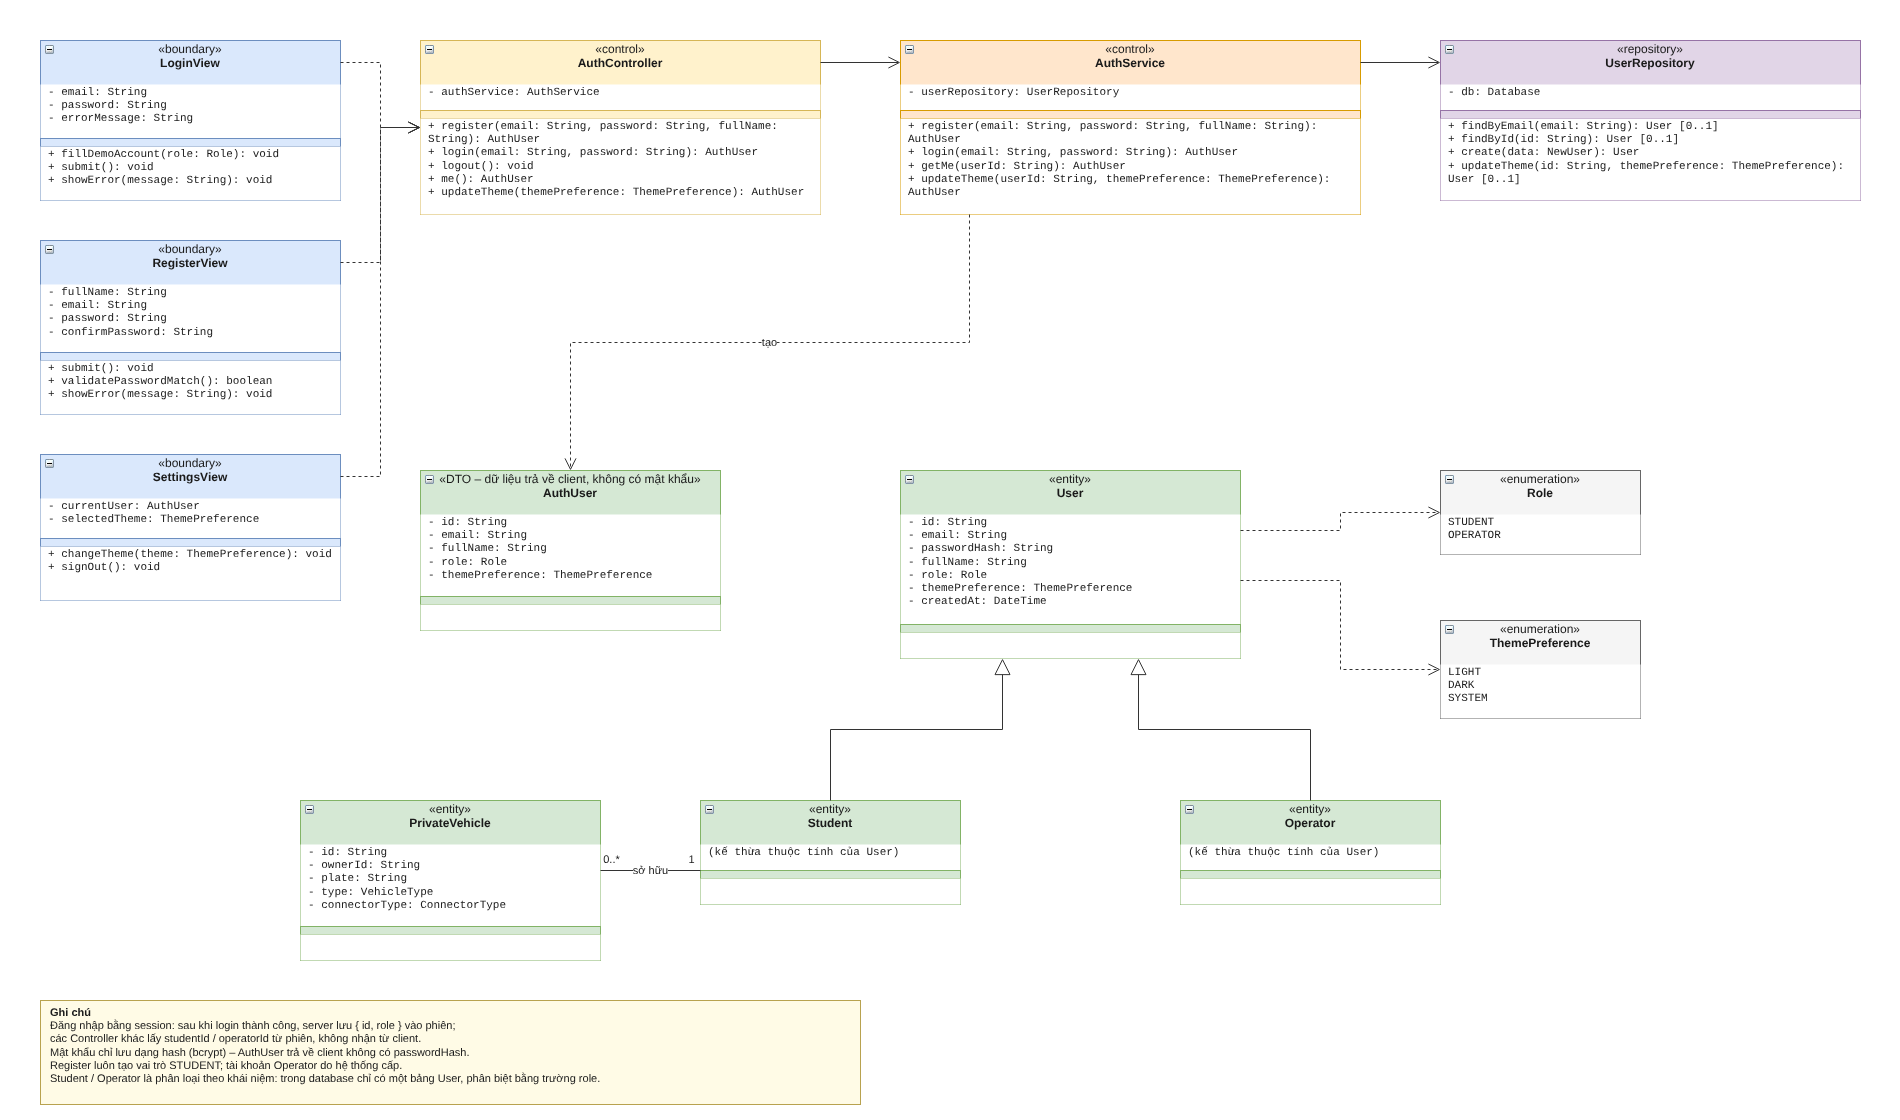 «boundary»
LoginView
- email: String
- password: String
- errorMessage: String
+ fillDemoAccount(role: Role): void
+ submit(): void
+ showError(message: String): void
«control»
AuthController
- authService: AuthService
+ register(email: String, password: String, fullName:
String): AuthUser
+ login(email: String, password: String): AuthUser
+ logout(): void
+ me(): AuthUser
+ updateTheme(themePreference: ThemePreference): AuthUser
«control»
AuthService
- userRepository: UserRepository
+ register(email: String, password: String, fullName: String):
AuthUser
+ login(email: String, password: String): AuthUser
+ getMe(userId: String): AuthUser
+ updateTheme(userId: String, themePreference: ThemePreference):
AuthUser
«repository»
UserRepository
- db: Database
+ findByEmail(email: String): User [0..1]
+ findById(id: String): User [0..1]
+ create(data: NewUser): User
+ updateTheme(id: String, themePreference: ThemePreference):
User [0..1]
«boundary»
RegisterView
- fullName: String
- email: String
- password: String
- confirmPassword: String
+ submit(): void
+ validatePasswordMatch(): boolean
+ showError(message: String): void
tạo
«boundary»
SettingsView
- currentUser: AuthUser
- selectedTheme: ThemePreference
+ changeTheme(theme: ThemePreference): void
+ signOut(): void
«DTO – dữ liệu trả về client, không có mật khẩu»
AuthUser
- id: String
- email: String
- fullName: String
- role: Role
- themePreference: ThemePreference
«entity»
User
- id: String
- email: String
- passwordHash: String
- fullName: String
- role: Role
- themePreference: ThemePreference
- createdAt: DateTime
«enumeration»
Role
STUDENT
OPERATOR
«enumeration»
ThemePreference
LIGHT
DARK
SYSTEM
«entity»
PrivateVehicle
- id: String
- ownerId: String
- plate: String
- type: VehicleType
- connectorType: ConnectorType
0..*
sở hữu
1
«entity»
Student
(kế thừa thuộc tính của User)
«entity»
Operator
(kế thừa thuộc tính của User)
Ghi chú
Đăng nhập bằng session: sau khi login thành công, server lưu { id, role } vào phiên;
các Controller khác lấy studentId / operatorId từ phiên, không nhận từ client.
Mật khẩu chỉ lưu dạng hash (bcrypt) – AuthUser trả về client không có passwordHash.
Register luôn tạo vai trò STUDENT; tài khoản Operator do hệ thống cấp.
Student / Operator là phân loại theo khái niệm: trong database chỉ có một bảng User, phân biệt bằng trường role.